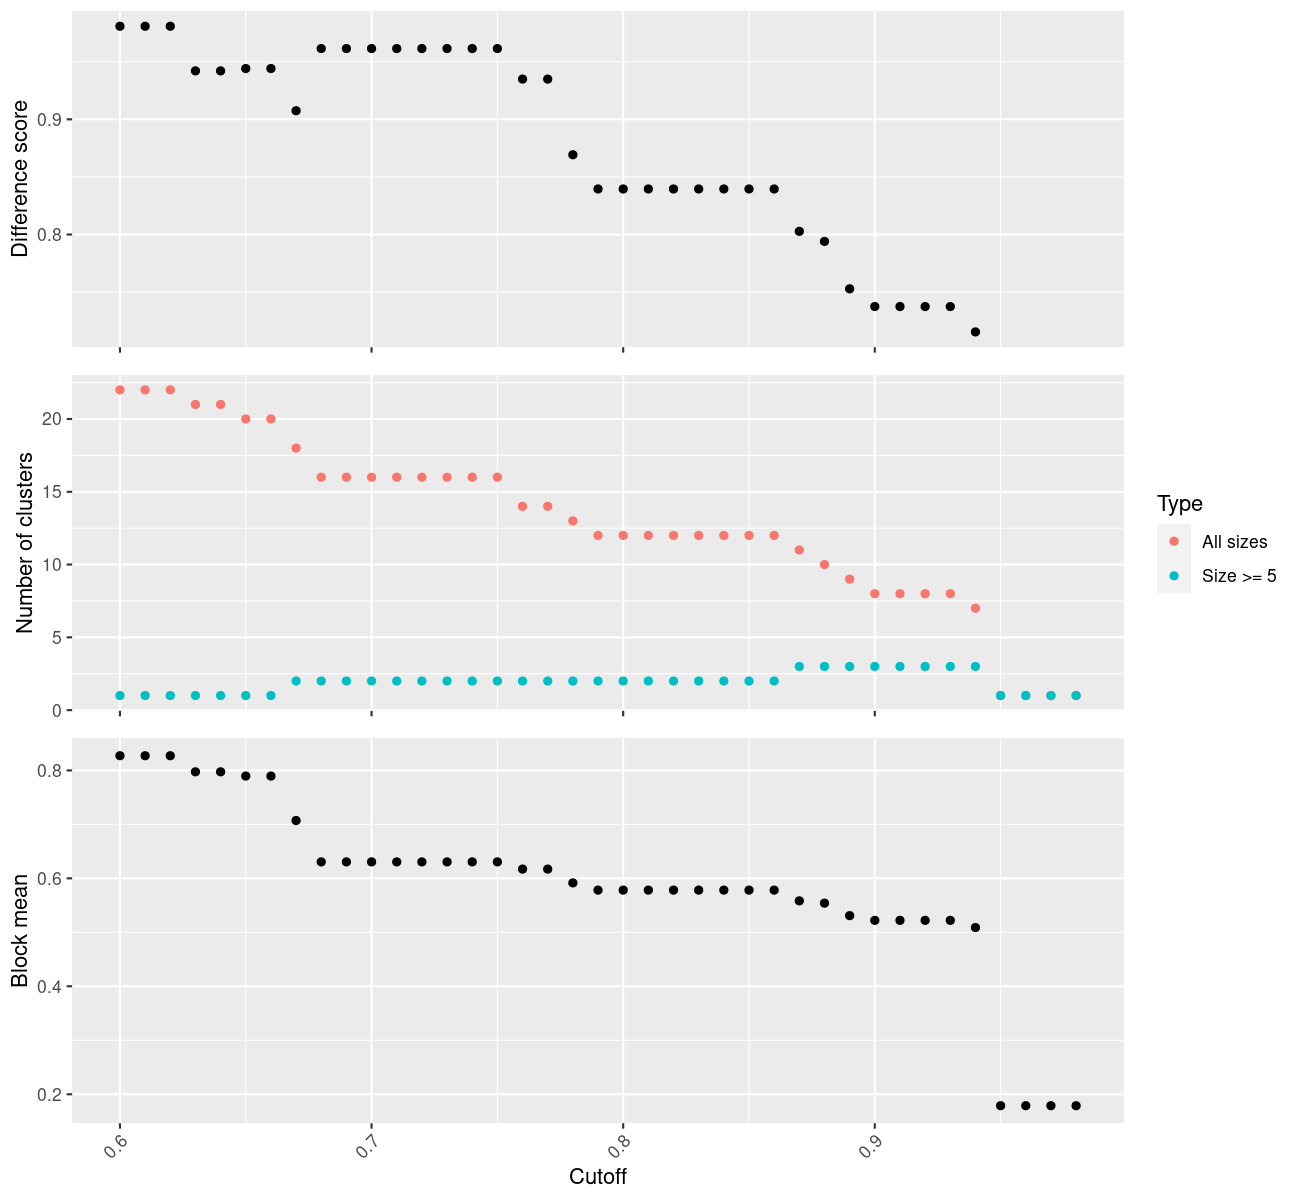 Difference score
0.9
0.8
Number of clusters
20
15
10
5
0
Type
All sizes
Size >= 5
Block mean
0.8
0.6
0.4
0.2
0.6
0.7
0.8
0.9
Cutoff